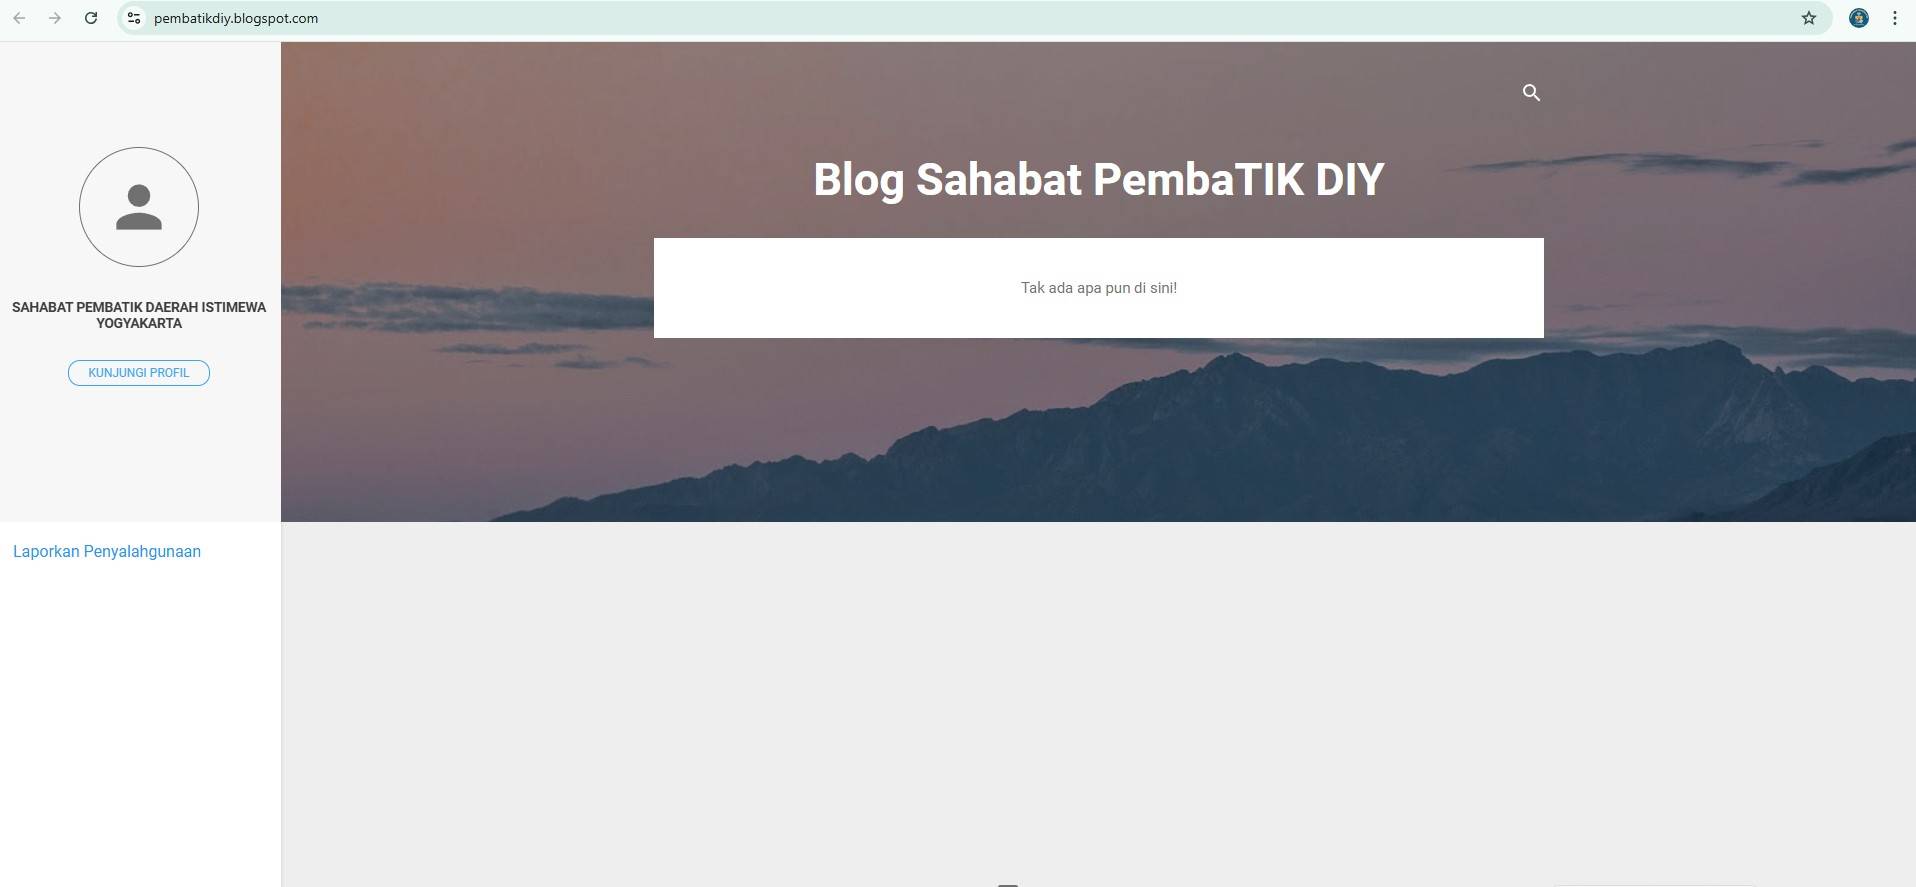 pembatikdiy.blogspot.com
Blog Sahabat PembaTIK DIY
Tak ada apa pun di sini!
SAHABAT PEMBATIK DAERAH ISTIMEWA
YOGYAKARTA
KUNJUNGI PROFIL
Laporkan Penyalahgunaan